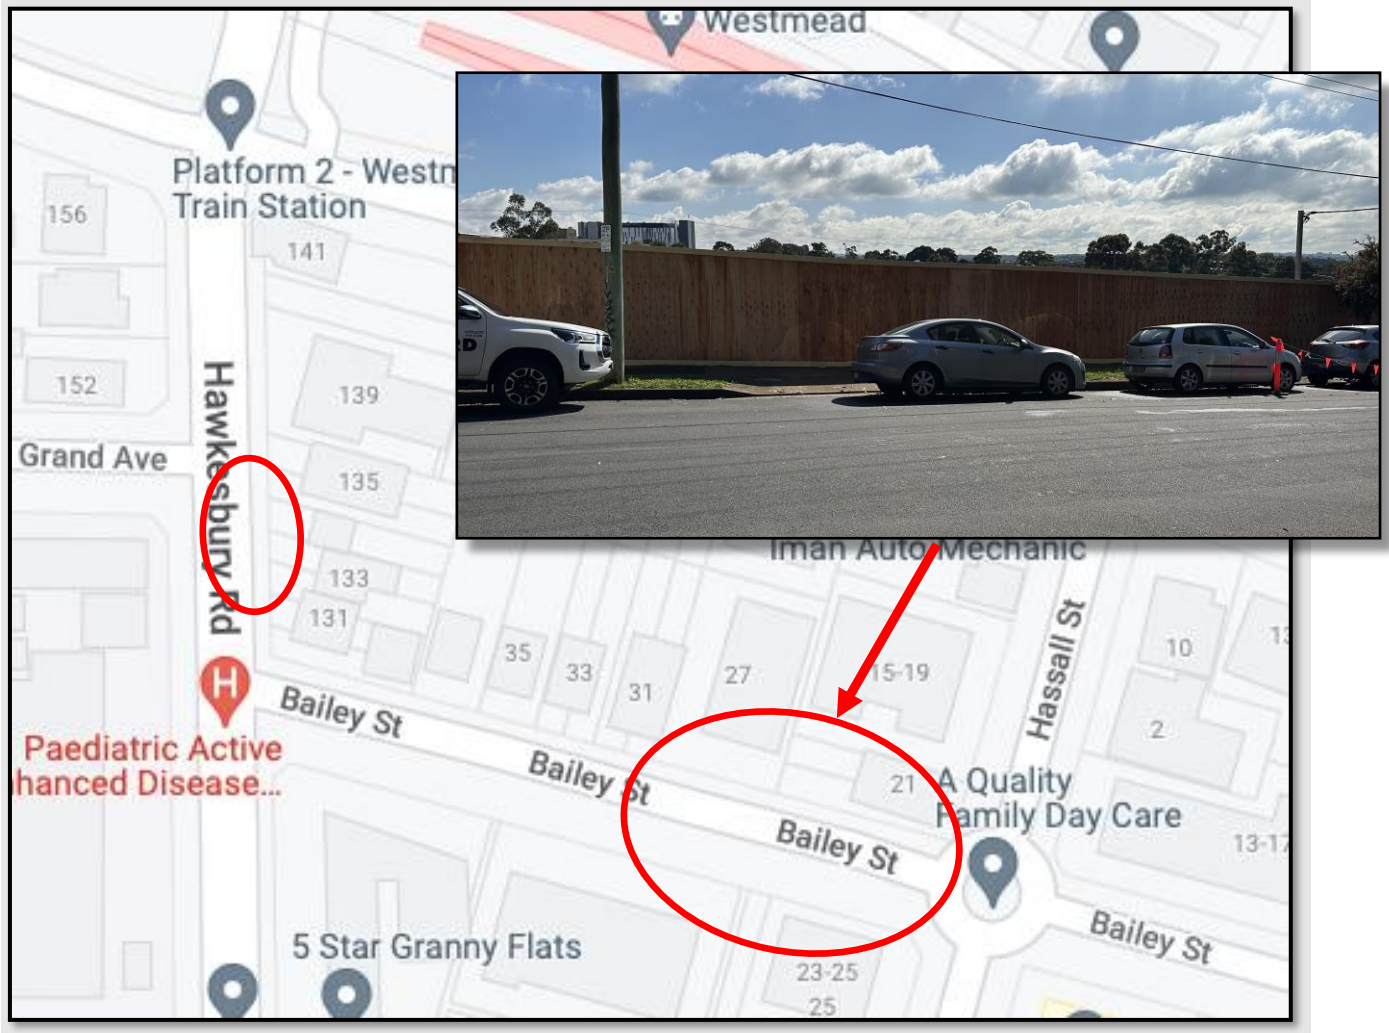 Westmead
Platform 2 - Westm
Train Station
156
141
152
139
Hawkesbury Rd
Grand Ave
135
133
131
D
Iman Auto Mechanic
Hassall St
10
13
35
33
31
27
15-19
2
Bailey St
Paediatric Active
hanced Disease...
Bailey St
21
A Quality
Family Day Care
Bailey St
13-17
Bailey St
5 Star Granny Flats
23-25
25
H